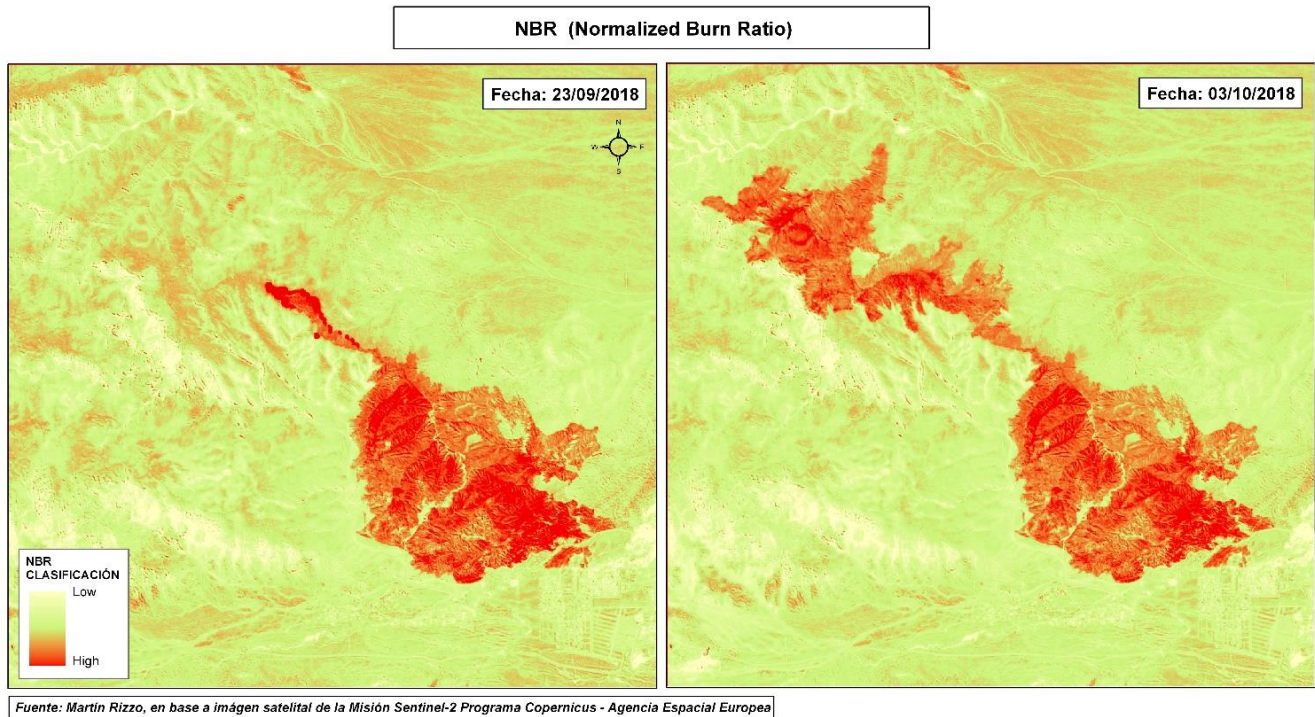 NBR (Normalized Burn Ratio)
Fecha: 23/09/2018
N
W E
S
Fecha: 03/10/2018
NBR
CLASIFICACIÓN
Low
High
Fuente: Martín Rizzo, en base a imágen satelital de la Misión Sentinel-2 Programa Copernicus - Agencia Espacial Europea